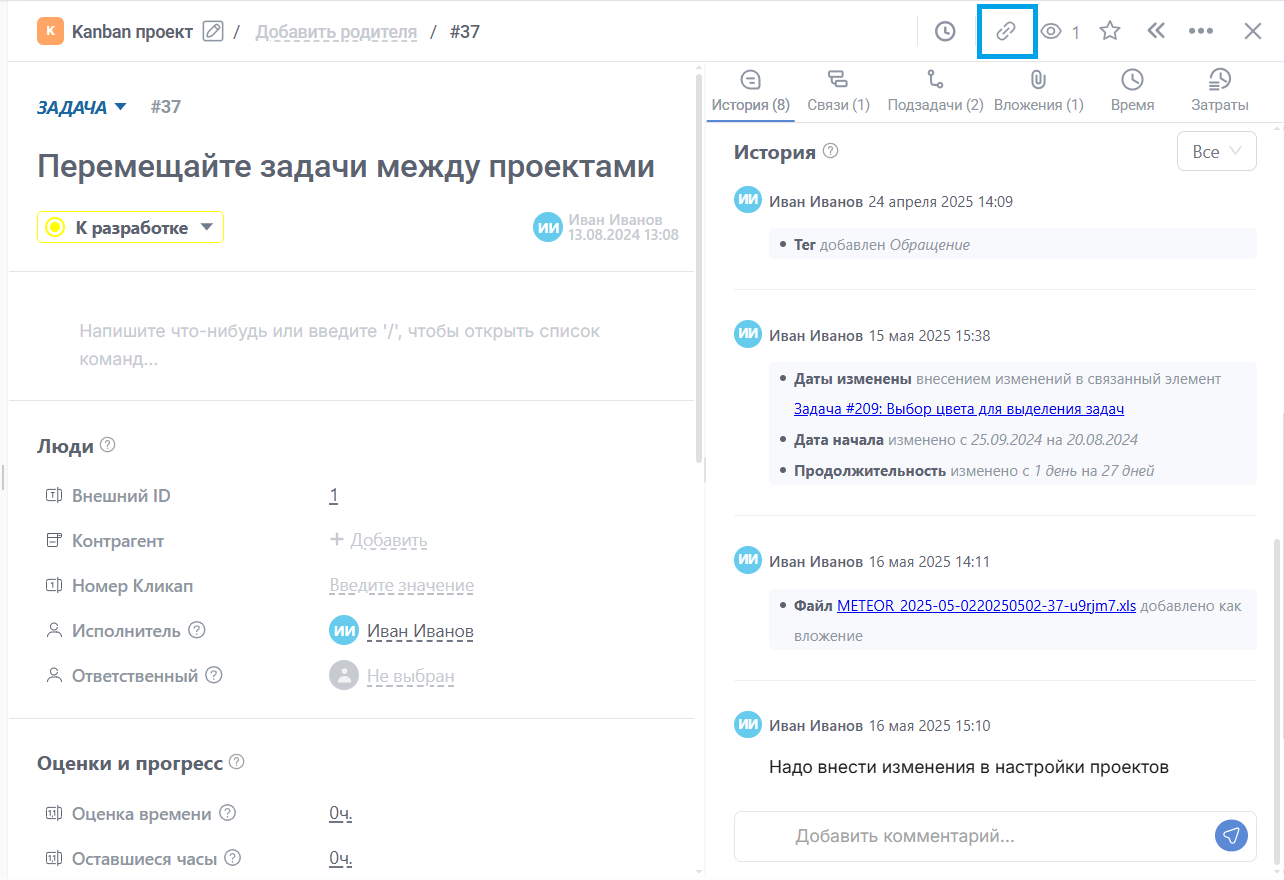 K Kanban проект / Добавить родителя / #37
1
ЗАДАЧА #37
Перемещайте задачи между проектами
К разработке
ИИ Иван Иванов
13.08.2024 13:08
Напишите что-нибудь или введите '/', чтобы открыть список
команд...
Люди ?
Внешний ID 1
Контрагент + Добавить
Номер Кликап Введите значение
Исполнитель ? ИИ Иван Иванов
Ответственный ? Не выбран
Оценки и прогресс ?
Оценка времени ? 0ч.
Оставшиеся часы ? 0ч.
История (8) Связи (1) Подзадачи (2) Вложения (1) Время Затраты
История ? Все
ИИ Иван Иванов 24 апреля 2025 14:09
• Тег добавлен Обращение
ИИ Иван Иванов 15 мая 2025 15:38
• Даты изменены внесением изменений в связанный элемент
Задача #209: Выбор цвета для выделения задач
• Дата начала изменено с 25.09.2024 на 20.08.2024
• Продолжительность изменено с 1 день на 27 дней
ИИ Иван Иванов 16 мая 2025 14:11
• Файл METEOR_2025-05-0220250502-37-u9rjm7.xls добавлено как
вложение
ИИ Иван Иванов 16 мая 2025 15:10
Надо внести изменения в настройки проектов
Добавить комментарий...